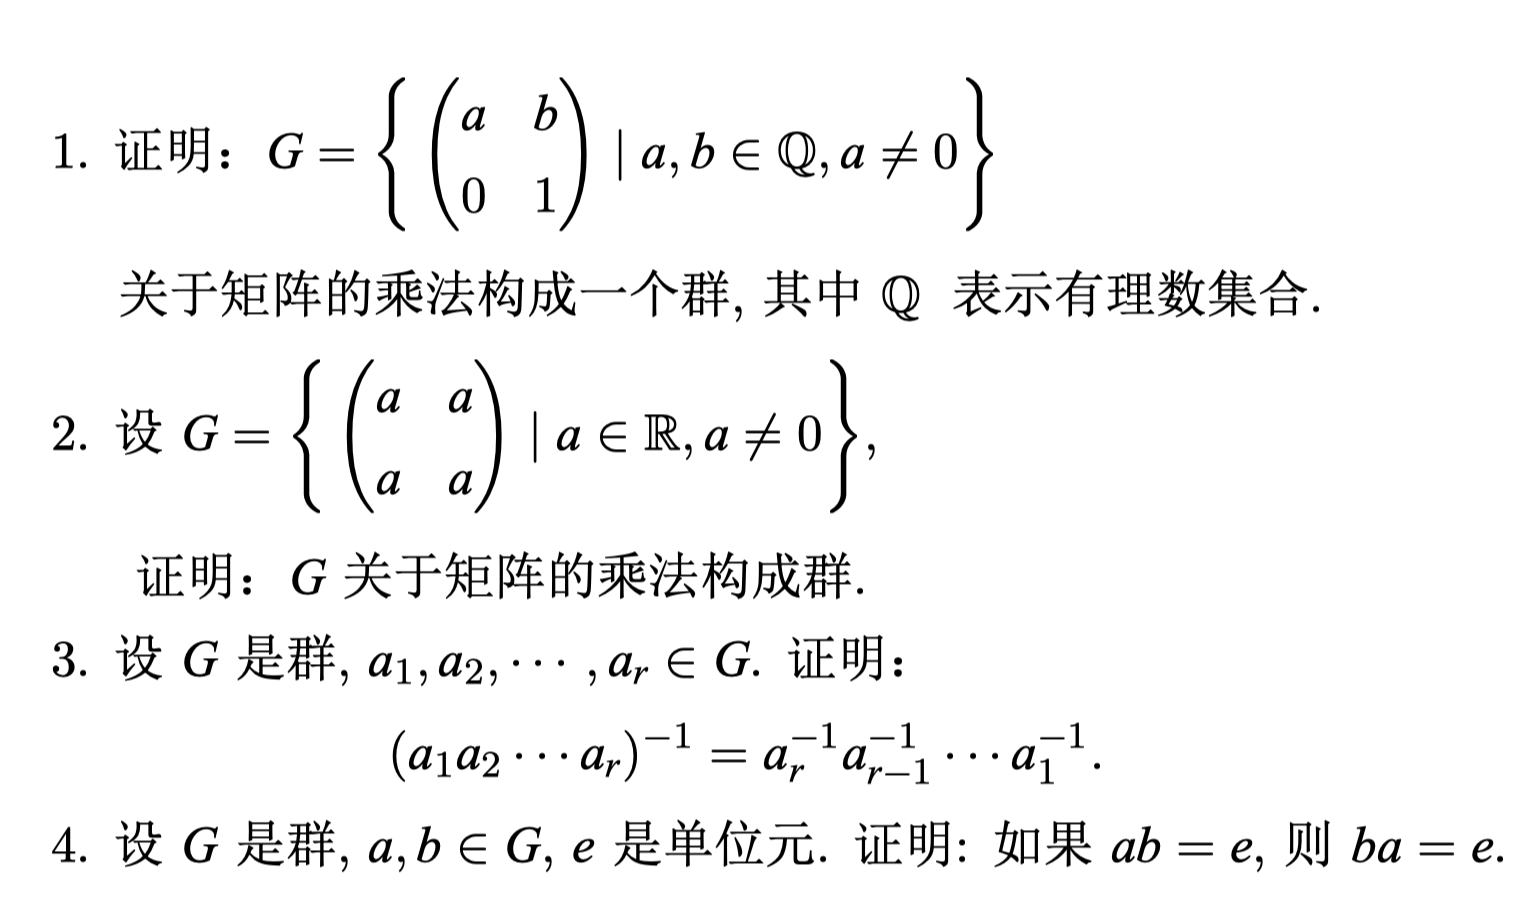 1. 证明：$G = \left\{ \begin{pmatrix} a & b \\ 0 & 1 \end{pmatrix} \mid a, b \in \mathbb{Q}, a \neq 0 \right\}$
关于矩阵的乘法构成一个群, 其中 $\mathbb{Q}$ 表示有理数集合.
2. 设 $G = \left\{ \begin{pmatrix} a & a \\ a & a \end{pmatrix} \mid a \in \mathbb{R}, a \neq 0 \right\}$,
证明：$G$ 关于矩阵的乘法构成群.
3. 设 $G$ 是群, $a_1, a_2, \cdots, a_r \in G$. 证明：
$(a_1 a_2 \cdots a_r)^{-1} = a_r^{-1} a_{r-1}^{-1} \cdots a_1^{-1}.$
4. 设 $G$ 是群, $a, b \in G$, $e$ 是单位元. 证明: 如果 $ab = e$, 则 $ba = e$.